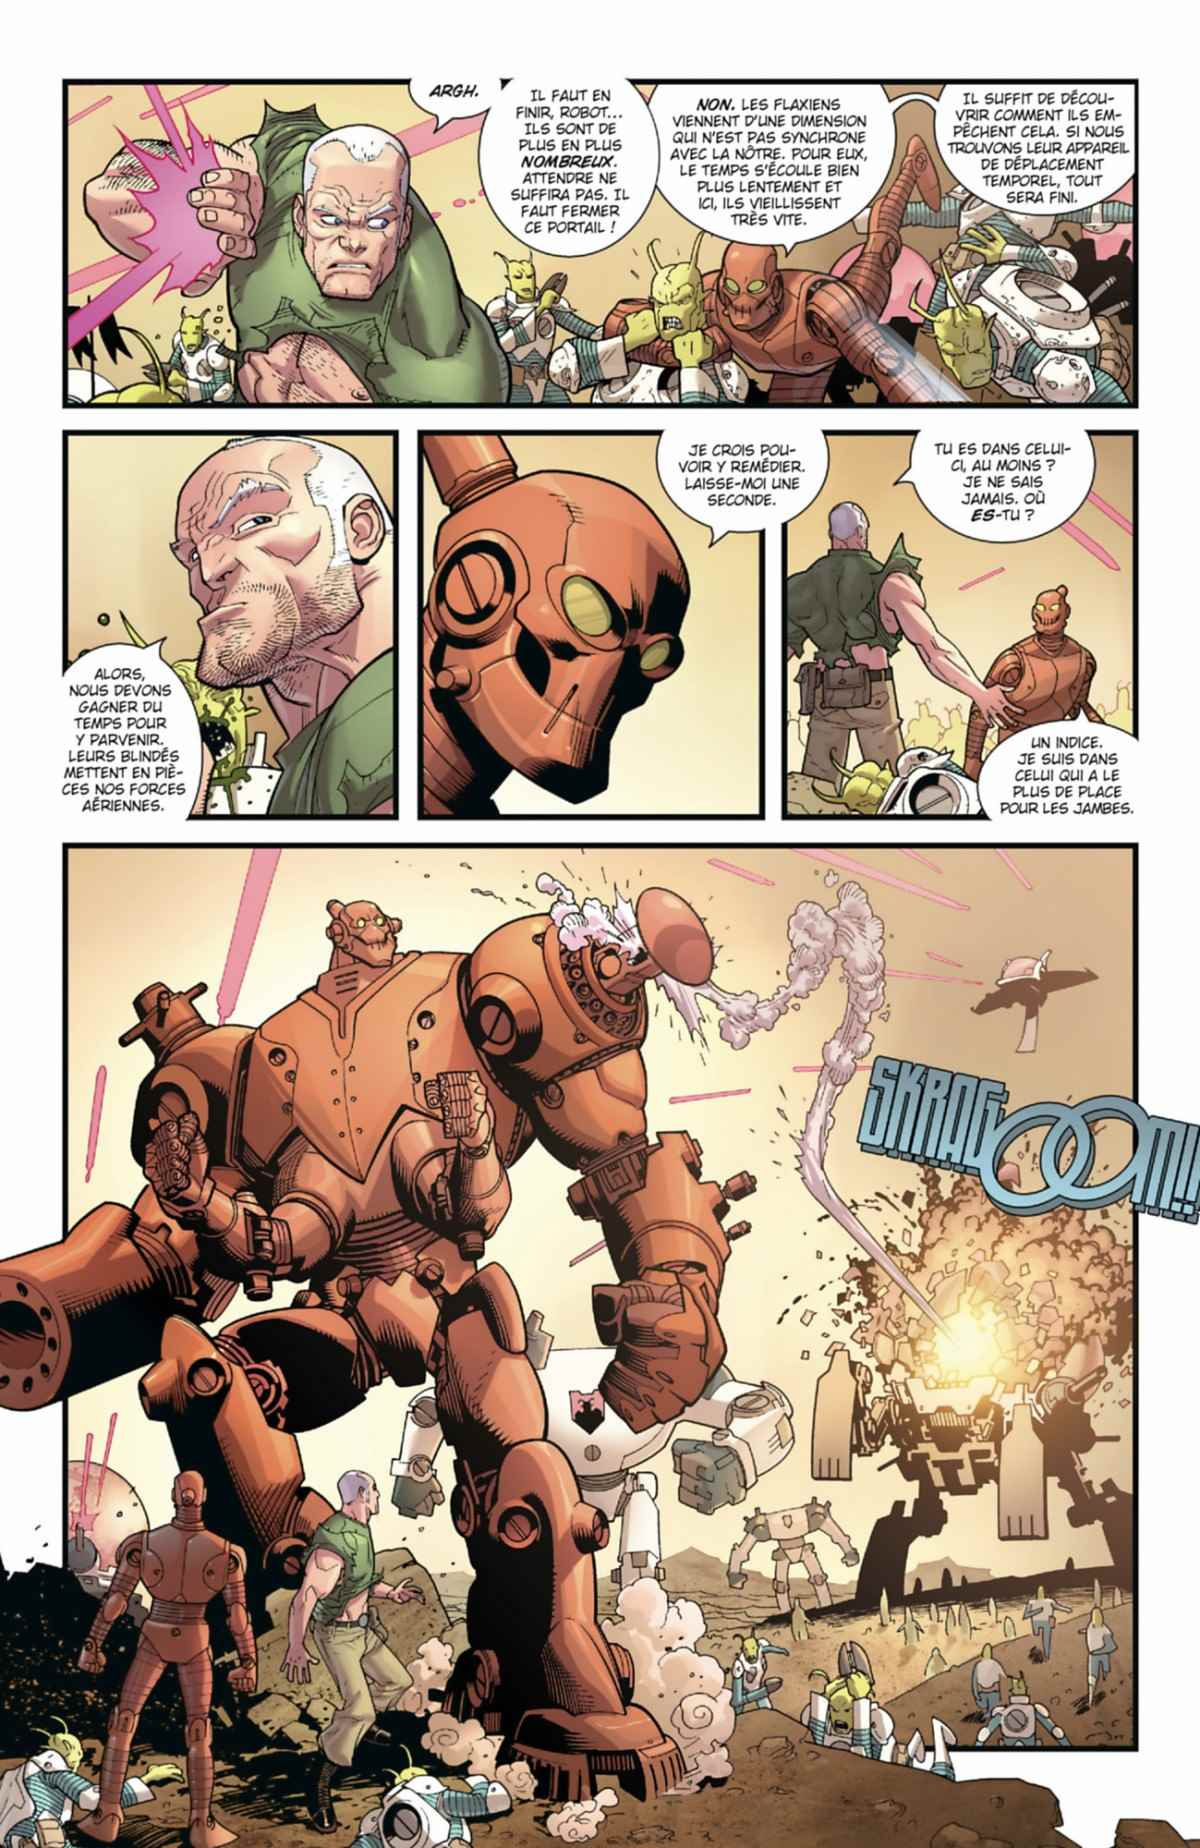 ARGH.
IL FAUT EN
FINIR, ROBOT...
ILS SONT DE
PLUS EN PLUS
NOMBREUX.
ATTENDRE NE
SUFFIRA PAS. IL
FAUT FERMER
CE PORTAIL !
NON. LES FLAXIENS
VIENNENT D'UNE DIMENSION
QUI N'EST PAS SYNCHRONE
AVEC LA NÔTRE. POUR EUX,
LE TEMPS S'ÉCOULE BIEN
PLUS LENTEMENT ET
ICI, ILS VIEILLISSENT
TRÈS VITE.
IL SUFFIT DE DÉCOU-
VRIR COMMENT ILS EM-
PÊCHENT CELA. SI NOUS
TROUVONS LEUR APPAREIL
DE DÉPLACEMENT
TEMPOREL, TOUT
SERA FINI.
ALORS,
NOUS DEVONS
GAGNER DU
TEMPS POUR
Y PARVENIR.
LEURS BLINDÉS
METTENT EN PIÈ-
CES NOS FORCES
AÉRIENNES.
JE CROIS POU-
VOIR Y REMÉDIER.
LAISSE-MOI UNE
SECONDE.
TU ES DANS CELUI-
CI, AU MOINS ?
JE NE SAIS
JAMAIS. OÙ
ES-TU ?
UN INDICE.
JE SUIS DANS
CELUI QUI A LE
PLUS DE PLACE
POUR LES JAMBES.
SKRAGOOOM!!